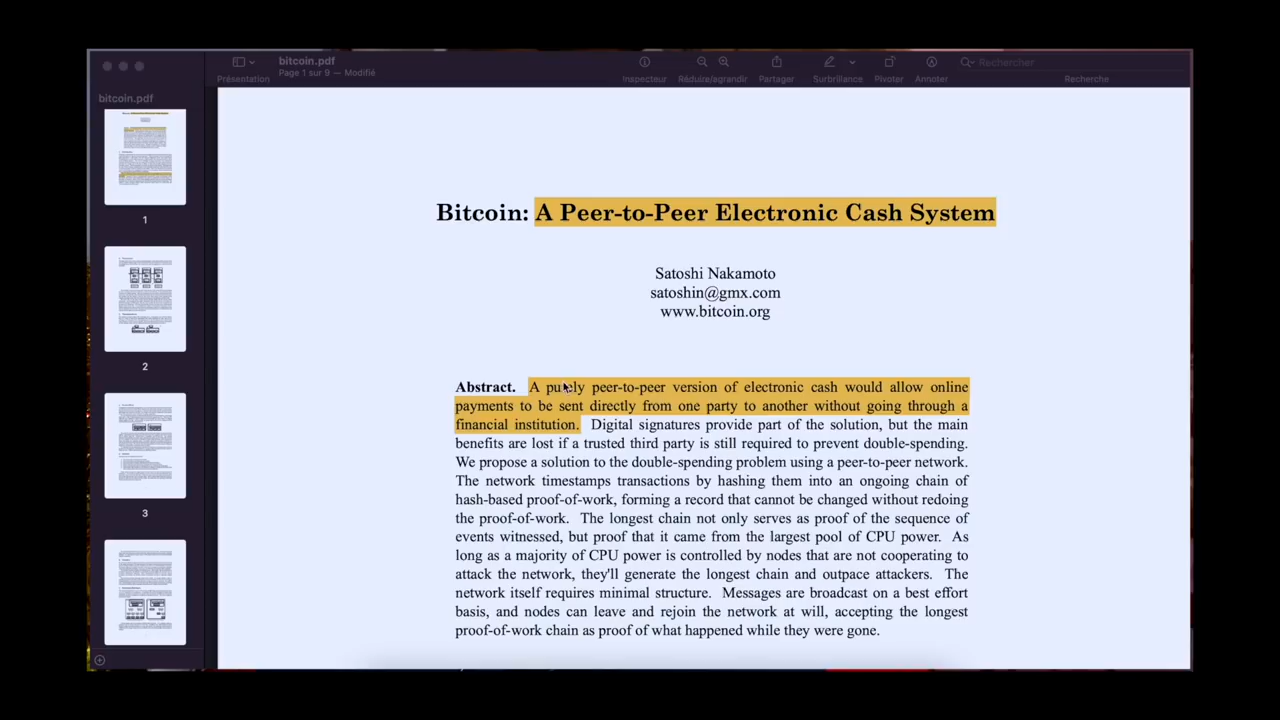 bitcoin.pdf
Page 1 sur 9 — Modifié
Présentation
Inspecteur
Réduire/agrandir
Partager
Surbrillance
Pivoter
Annoter
Rechercher
Recherche
bitcoin.pdf
1
2
3
Bitcoin: A Peer-to-Peer Electronic Cash System
Satoshi Nakamoto
satoshin@gmx.com
www.bitcoin.org
Abstract. A purely peer-to-peer version of electronic cash would allow online
payments to be sent directly from one party to another without going through a
financial institution. Digital signatures provide part of the solution, but the main
benefits are lost if a trusted third party is still required to prevent double-spending.
We propose a solution to the double-spending problem using a peer-to-peer network.
The network timestamps transactions by hashing them into an ongoing chain of
hash-based proof-of-work, forming a record that cannot be changed without redoing
the proof-of-work. The longest chain not only serves as proof of the sequence of
events witnessed, but proof that it came from the largest pool of CPU power. As
long as a majority of CPU power is controlled by nodes that are not cooperating to
attack the network, they'll generate the longest chain and outpace attackers. The
network itself requires minimal structure. Messages are broadcast on a best effort
basis, and nodes can leave and rejoin the network at will, accepting the longest
proof-of-work chain as proof of what happened while they were gone.